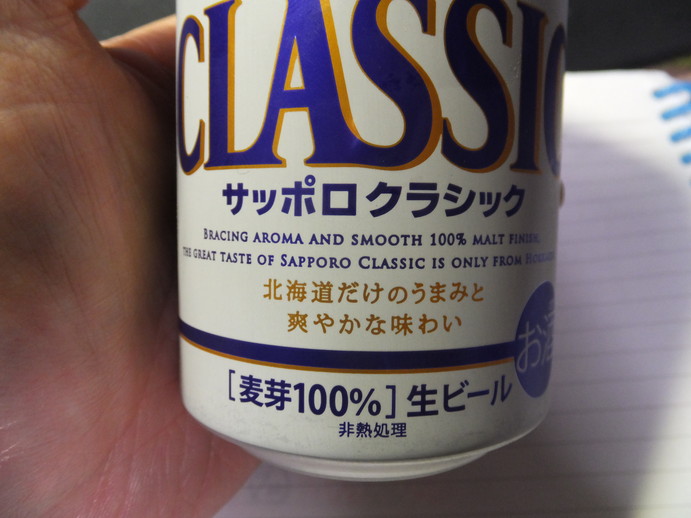 CLASSIC
サッポロクラシック
BRACING AROMA AND SMOOTH 100% MALT FINISH.
THE GREAT TASTE OF SAPPORO CLASSIC IS ONLY FROM
北海道だけのうまみと
爽やかな味わい
お酒
[麦芽100%]生ビール
非熱処理